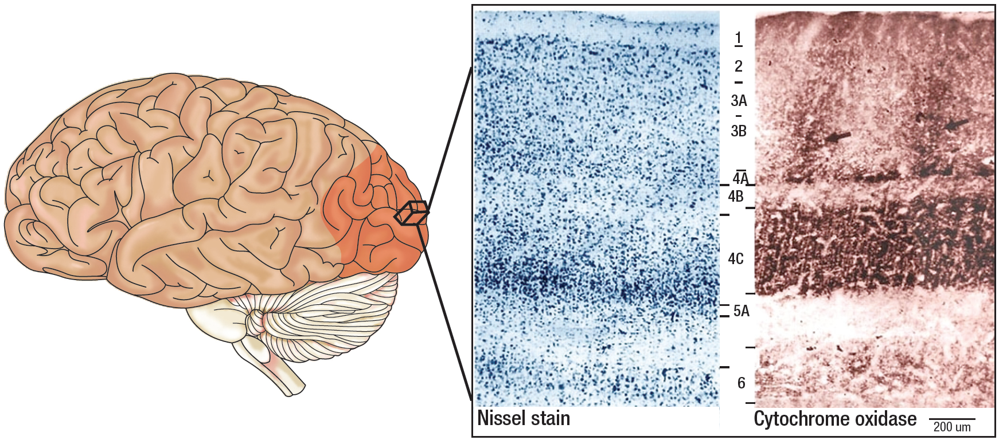 1
2
3A
3B
4A
4B
4C
5A
6
Nissel stain
Cytochrome oxidase
200 um